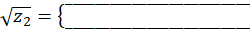 √z₂ = {